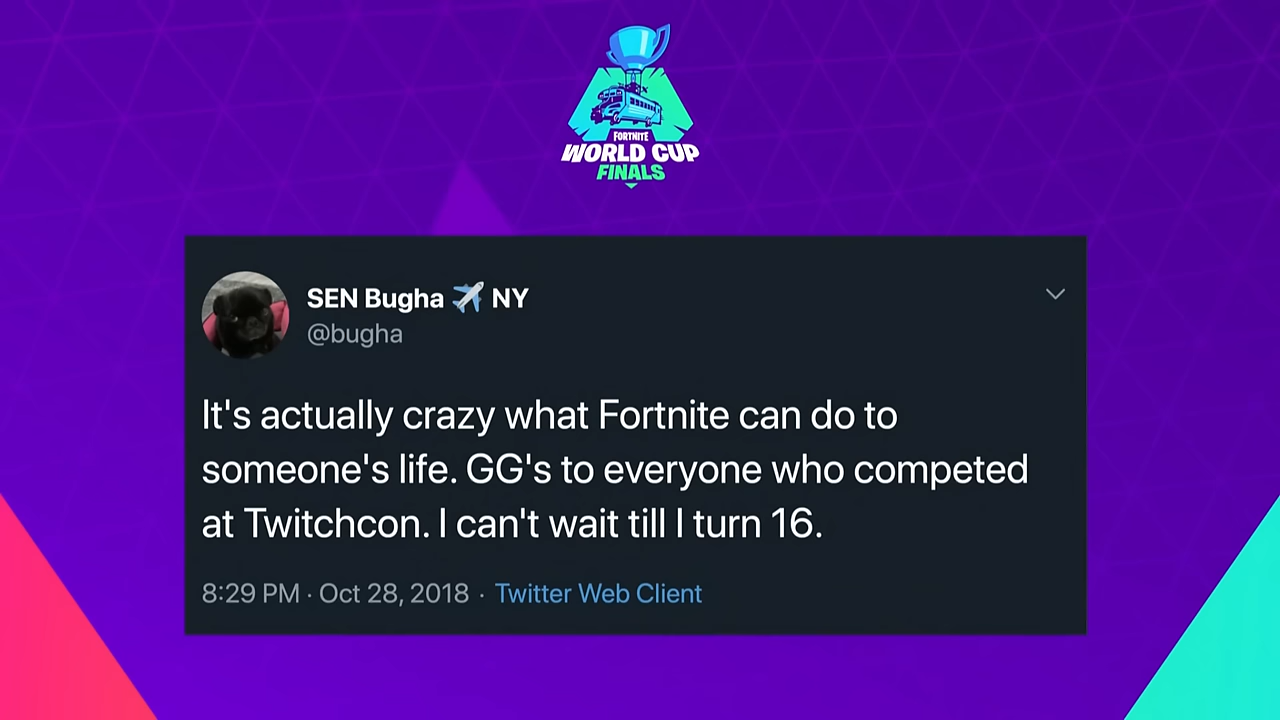 FORTNITE
WORLD CUP
FINALS
SEN Bugha ✈️ NY
@bugha
It's actually crazy what Fortnite can do to
someone's life. GG's to everyone who competed
at Twitchcon. I can't wait till I turn 16.
8:29 PM · Oct 28, 2018 · Twitter Web Client